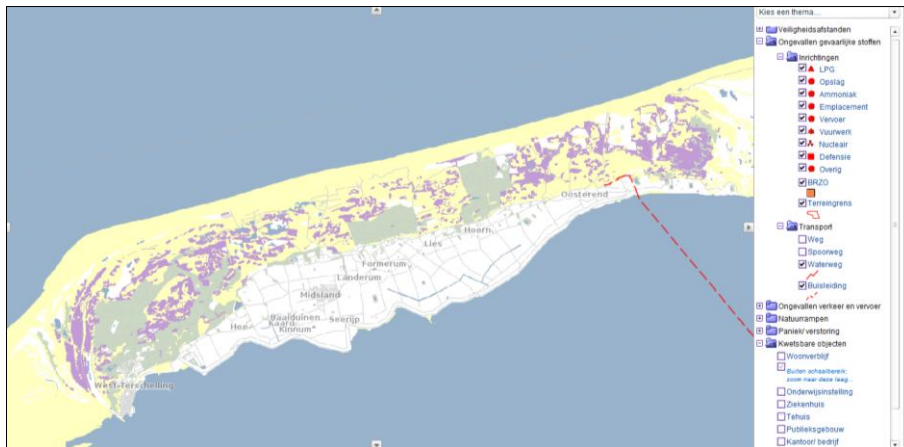 Kies een thema...
Veiligheidsafstanden
Ongevallen gevaarlijke stoffen
Inrichtingen
LPG
Opslag
Ammoniak
Emplacement
Vervoer
Vuurwerk
Nucleair
Defensie
Overig
BRZO
Terreingrens
Transport
Weg
Spoorweg
Waterweg
Buisleiding
Ongevallen verkeer en vervoer
Natuurrampen
Paniek/verstoring
Kwetsbare objecten
Woonverblijf
Buiten schaalbereik;
zoom naar deze laag...
Onderwijsinstelling
Ziekenhuis
Tehuis
Publieksgebouw
Kantoor/ bedrijf
Oosterend
Hoorn
Lies
Formerum
Landerum
Midsland
Baaiduinen
Seerijp
Hee
Kaard
Kinnum
West-Terschelling